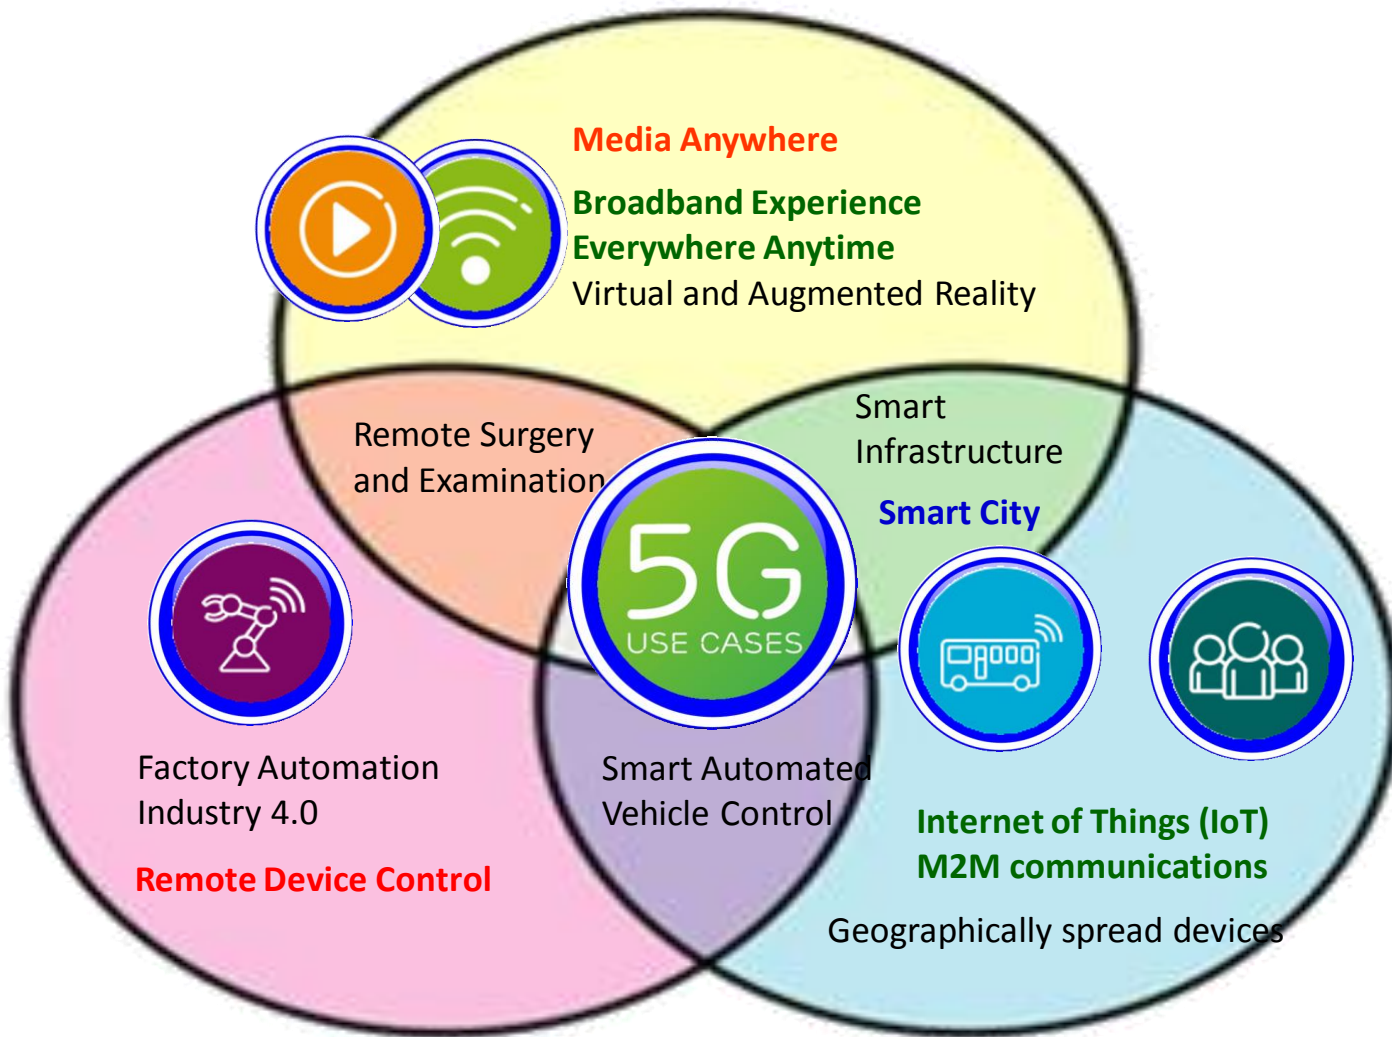 Media Anywhere
Broadband Experience
Everywhere Anytime
Virtual and Augmented Reality
Remote Surgery
and Examination
Smart
Infrastructure
Smart City
5G
USE CASES
Factory Automation
Industry 4.0
Remote Device Control
Smart Automated
Vehicle Control
Internet of Things (IoT)
M2M communications
Geographically spread devices